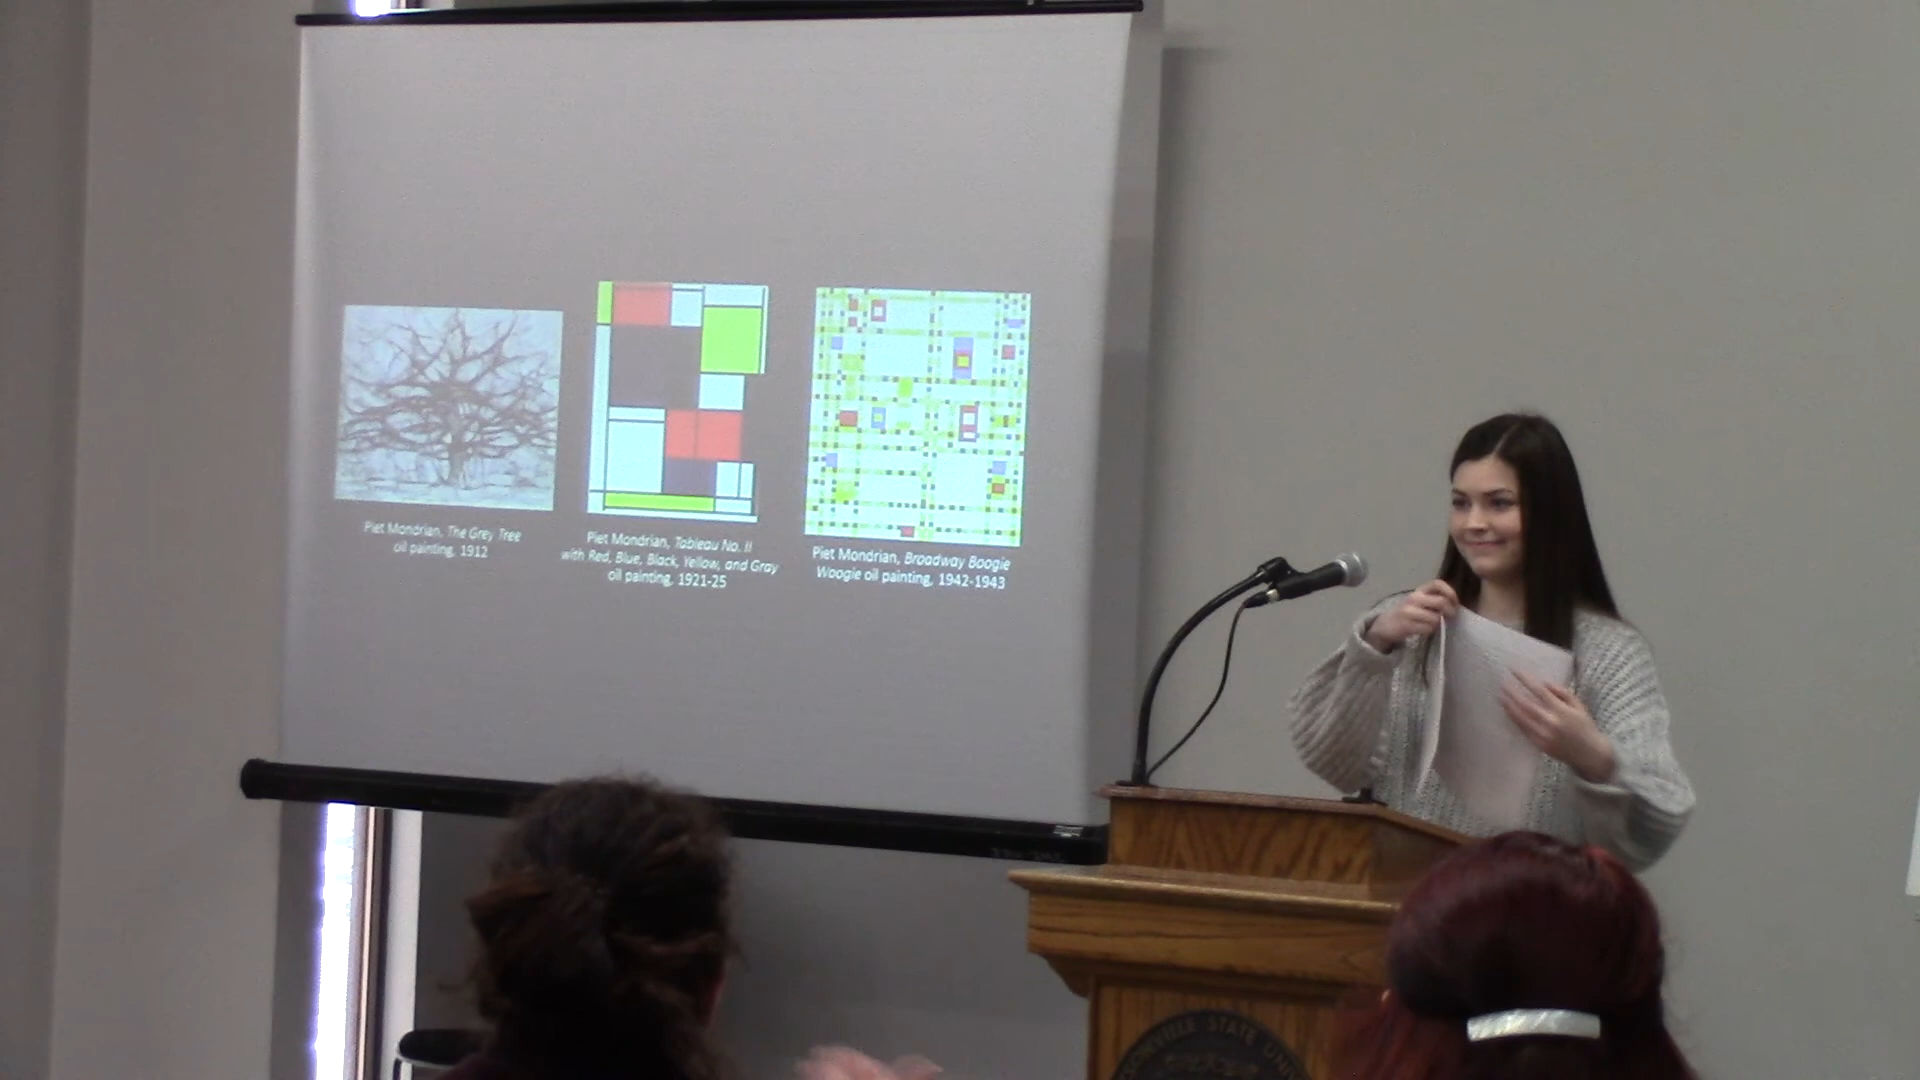 Piet Mondrian, The Grey Tree
oil painting, 1912
Piet Mondrian, Tableau No. II
with Red, Blue, Black, Yellow, and Gray
oil painting, 1921-25
Piet Mondrian, Broadway Boogie
Woogie oil painting, 1942-1943
STATE